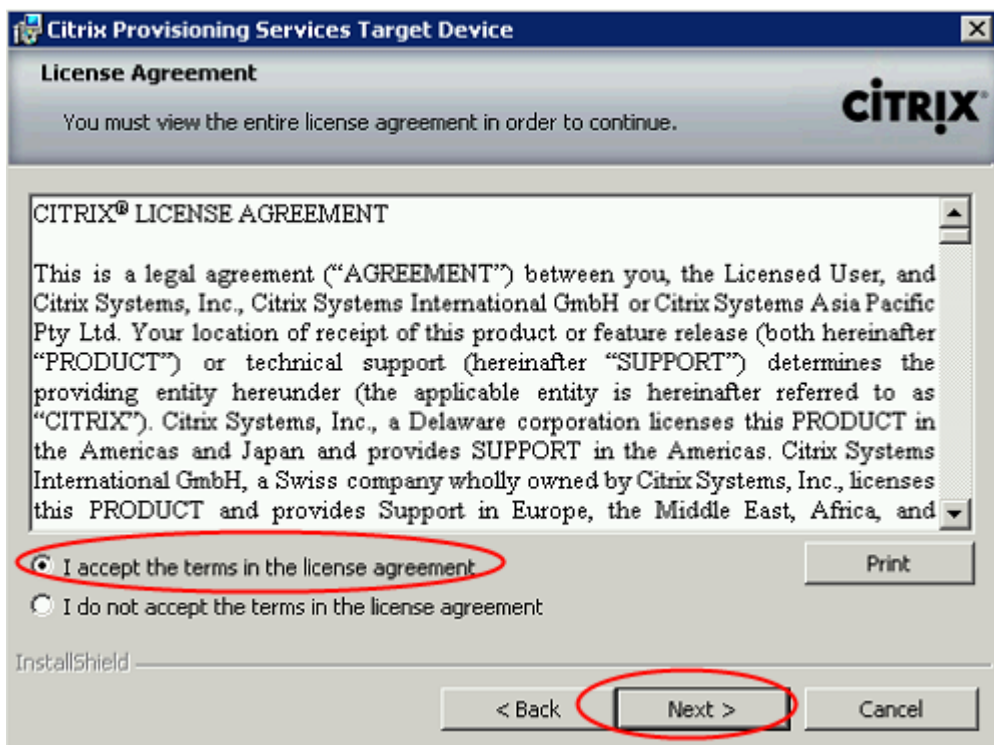 Citrix Provisioning Services Target Device
License Agreement
You must view the entire license agreement in order to continue.
CITRIX
CITRIX® LICENSE AGREEMENT
This is a legal agreement (“AGREEMENT”) between you, the Licensed User, and
Citrix Systems, Inc., Citrix Systems International GmbH or Citrix Systems Asia Pacific
Pty Ltd. Your location of receipt of this product or feature release (both hereinafter
“PRODUCT”) or technical support (hereinafter “SUPPORT”) determines the
providing entity hereunder (the applicable entity is hereinafter referred to as
“CITRIX”). Citrix Systems, Inc., a Delaware corporation licenses this PRODUCT in
the Americas and Japan and provides SUPPORT in the Americas. Citrix Systems
International GmbH, a Swiss company wholly owned by Citrix Systems, Inc., licenses
this PRODUCT and provides Support in Europe, the Middle East, Africa, and
I accept the terms in the license agreement
Print
I do not accept the terms in the license agreement
InstallShield
< Back
Next >
Cancel